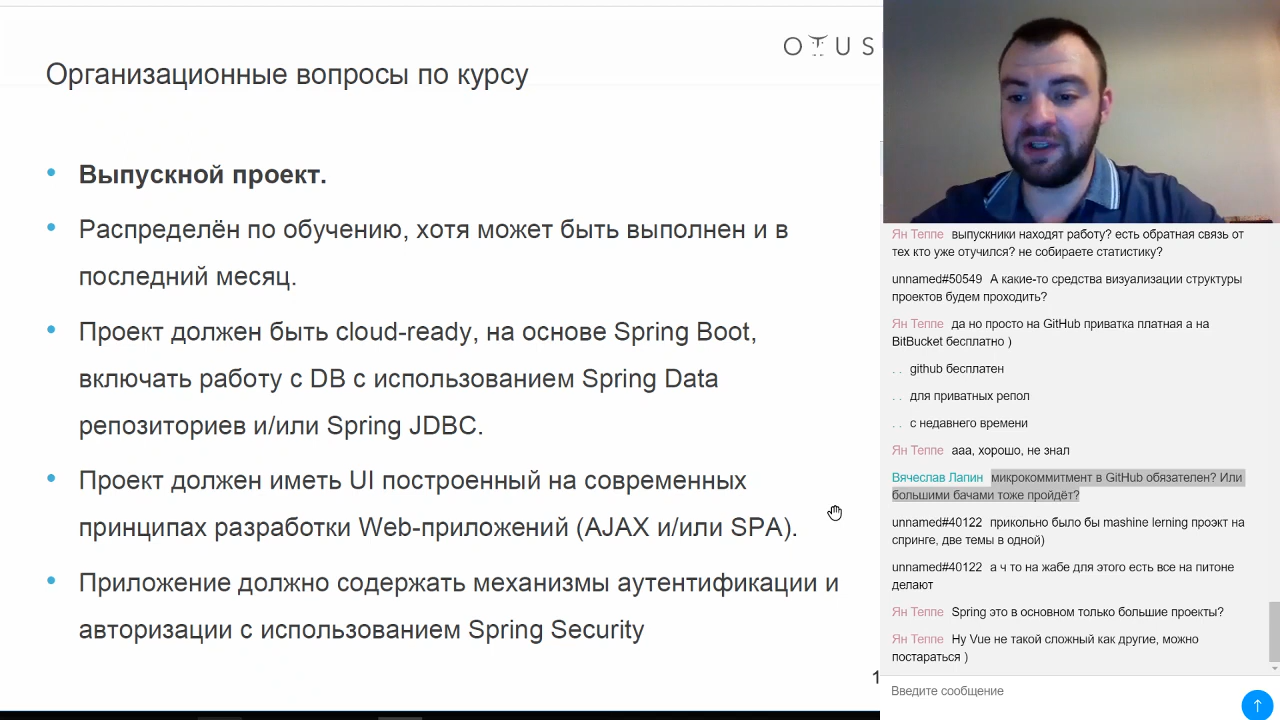 OTUS
Организационные вопросы по курсу
• Выпускной проект.
• Распределён по обучению, хотя может быть выполнен и в
последний месяц.
• Проект должен быть cloud-ready, на основе Spring Boot,
включать работу с DB с использованием Spring Data
репозиториев и/или Spring JDBC.
• Проект должен иметь UI построенный на современных
принципах разработки Web-приложений (AJAX и/или SPA).
• Приложение должно содержать механизмы аутентификации и
авторизации с использованием Spring Security
1
Ян Теппе выпускники находят работу? есть обратная связь от
тех кто уже отучился? не собираете статистику?
unnamed#50549 А какие-то средства визуализации структуры
проектов будем проходить?
Ян Теппе да но просто на GitHub приватка платная а на
BitBucket бесплатно )
. . github бесплатен
. . для приватных репол
. . с недавнего времени
Ян Теппе ааа, хорошо, не знал
Вячеслав Лапин микрокоммитмент в GitHub обязателен? Или
большими бачами тоже пройдёт?
unnamed#40122 прикольно было бы mashine lerning проэкт на
спринге, две темы в одной)
unnamed#40122 а ч то на жабе для этого есть все на питоне
делают
Ян Теппе Spring это в основном только большие проекты?
Ян Теппе Ну Vue не такой сложный как другие, можно
постараться )
Введите сообщение